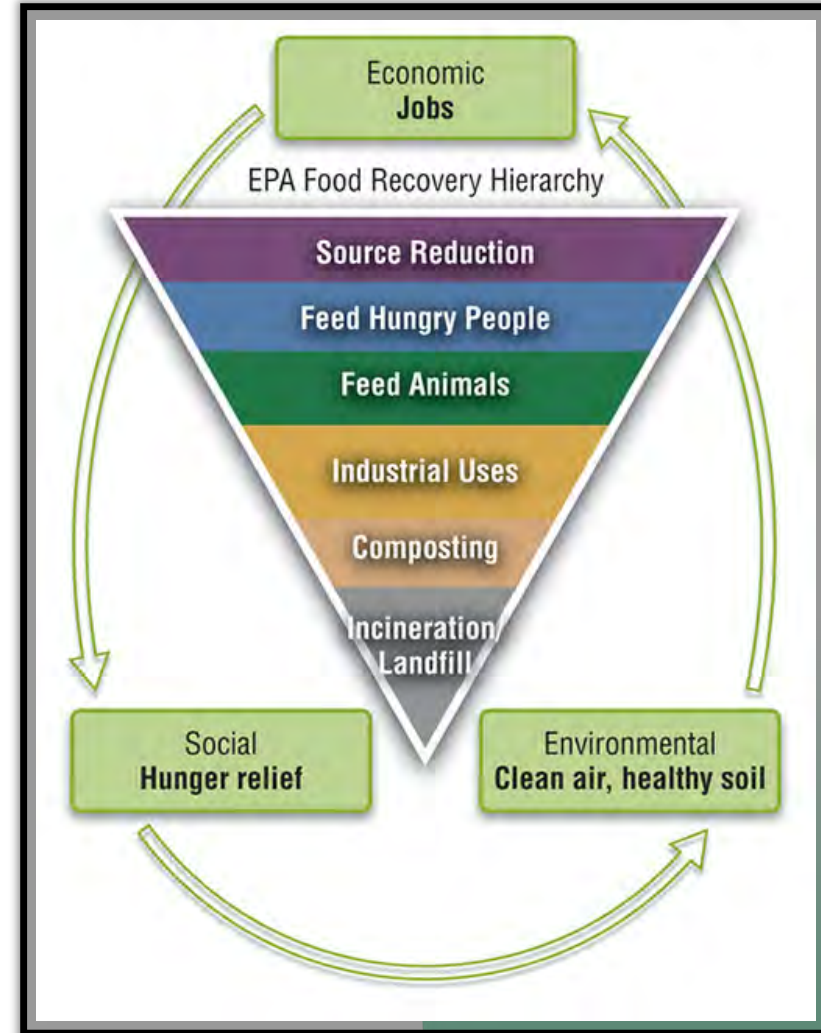 Economic
Jobs
EPA Food Recovery Hierarchy
Source Reduction
Feed Hungry People
Feed Animals
Industrial Uses
Composting
Incineration/
Landfill
Social
Hunger relief
Environmental
Clean air, healthy soil